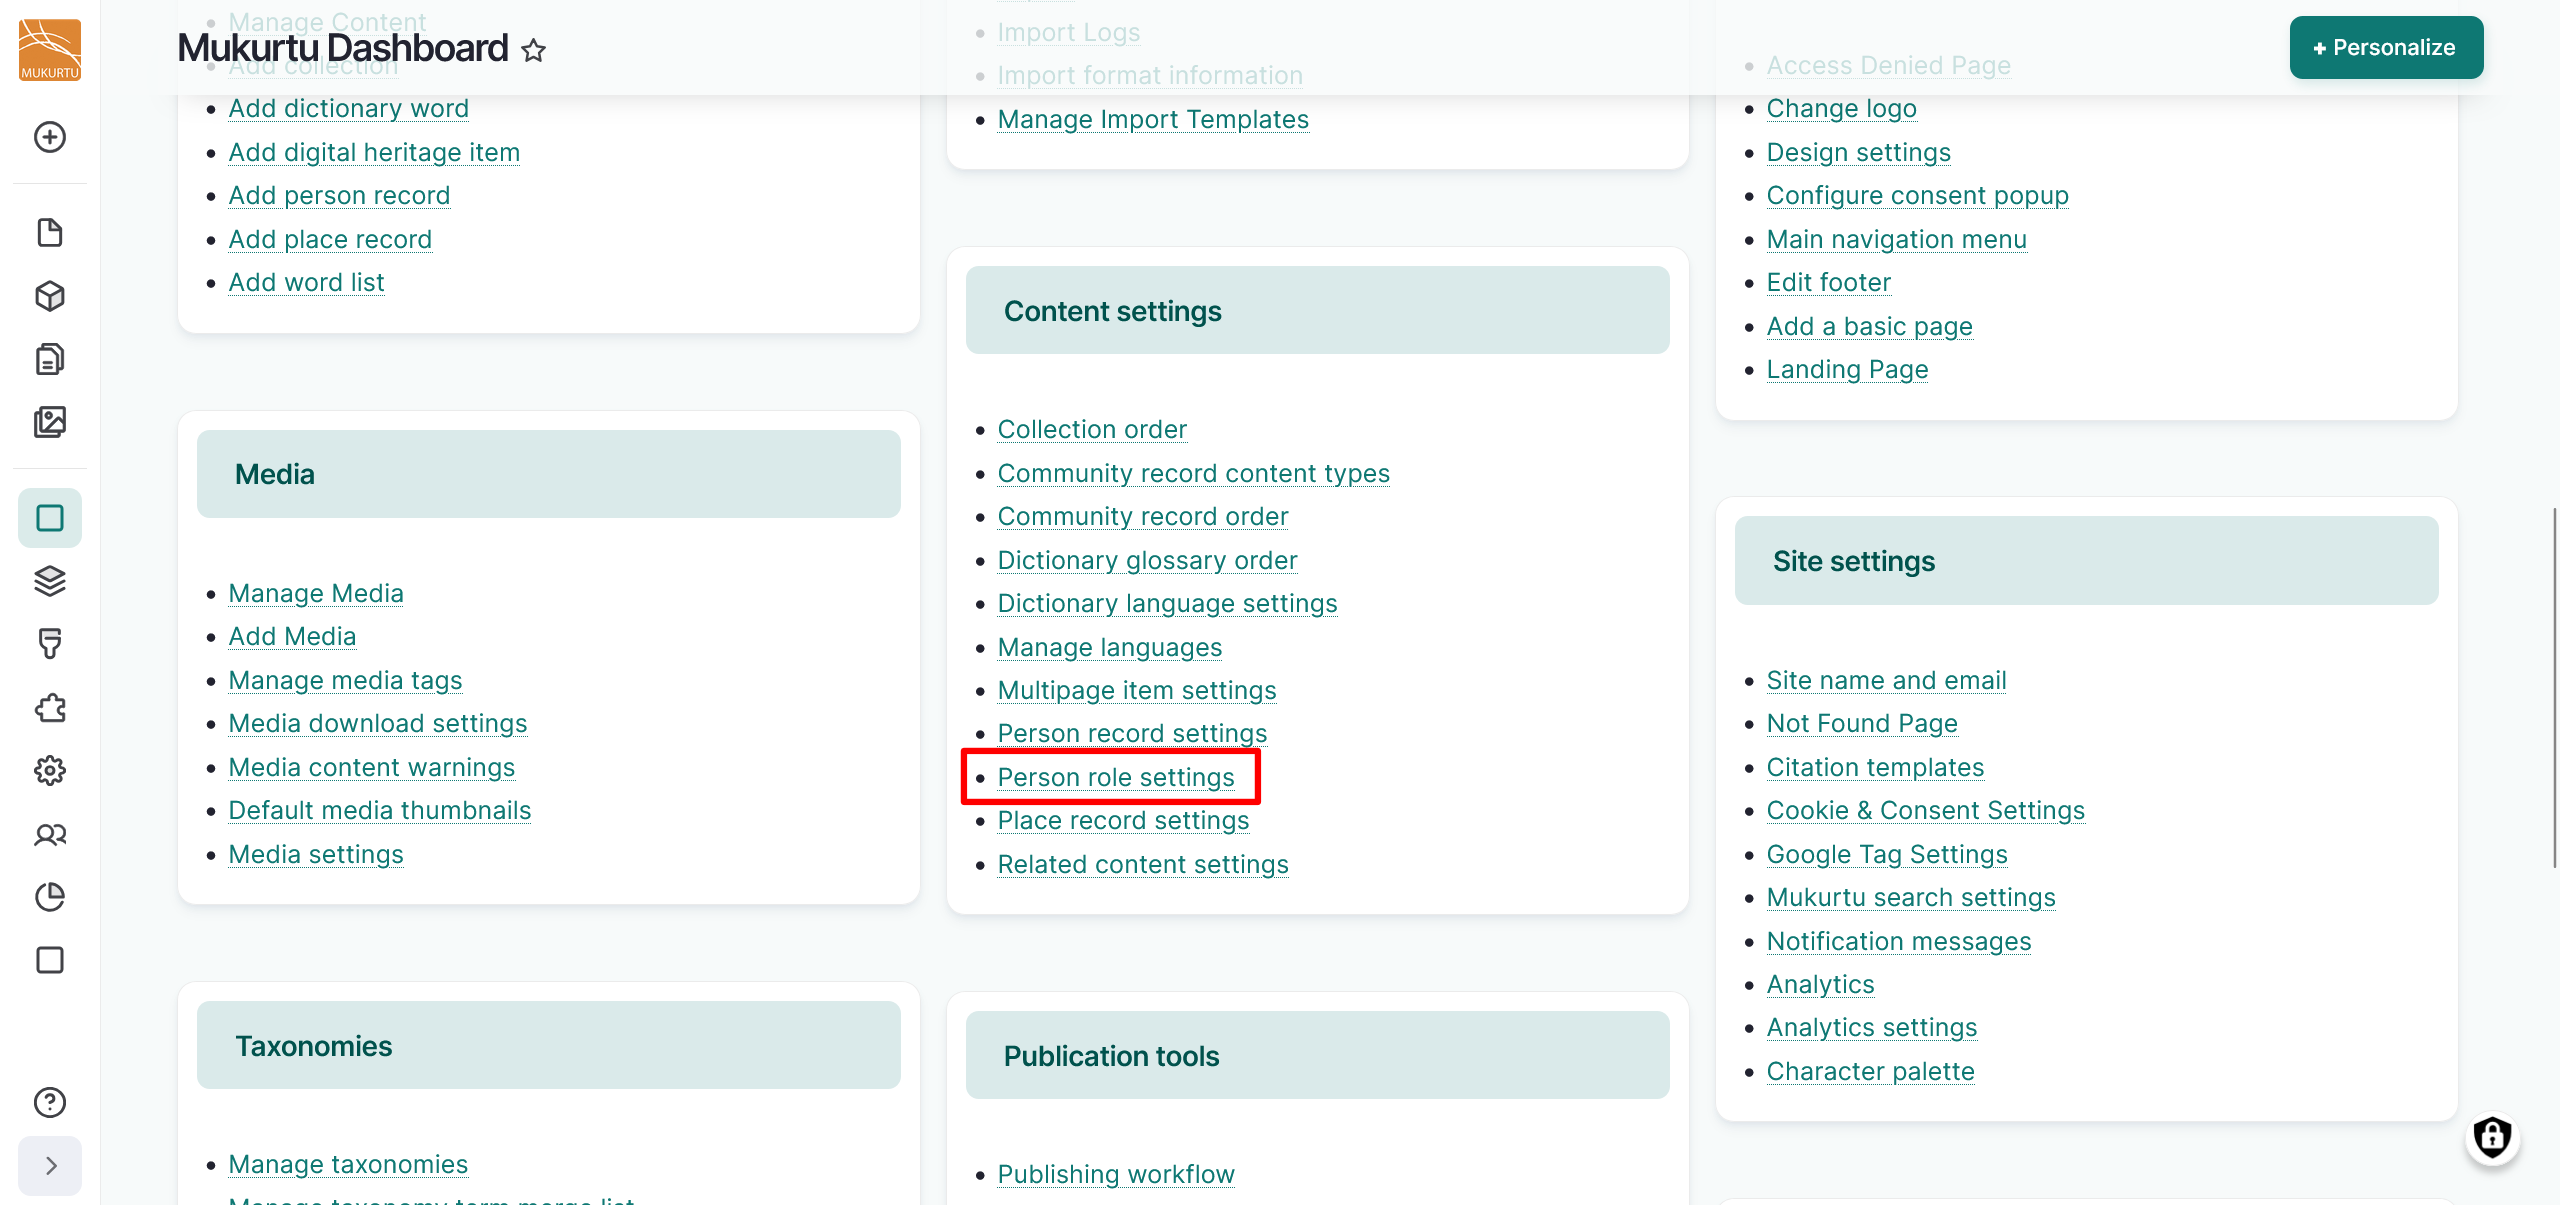 MUKURTU
Mukurtu Dashboard
+ Personalize
Manage Content
Add collection
Add dictionary word
Add digital heritage item
Add person record
Add place record
Add word list
Media
Manage Media
Add Media
Manage media tags
Media download settings
Media content warnings
Default media thumbnails
Media settings
Taxonomies
Manage taxonomies
Manage taxonomy term merge list
Import Logs
Import format information
Manage Import Templates
Content settings
Collection order
Community record content types
Community record order
Dictionary glossary order
Dictionary language settings
Manage languages
Multipage item settings
Person record settings
Person role settings
Place record settings
Related content settings
Publication tools
Publishing workflow
Access Denied Page
Change logo
Design settings
Configure consent popup
Main navigation menu
Edit footer
Add a basic page
Landing Page
Site settings
Site name and email
Not Found Page
Citation templates
Cookie & Consent Settings
Google Tag Settings
Mukurtu search settings
Notification messages
Analytics
Analytics settings
Character palette